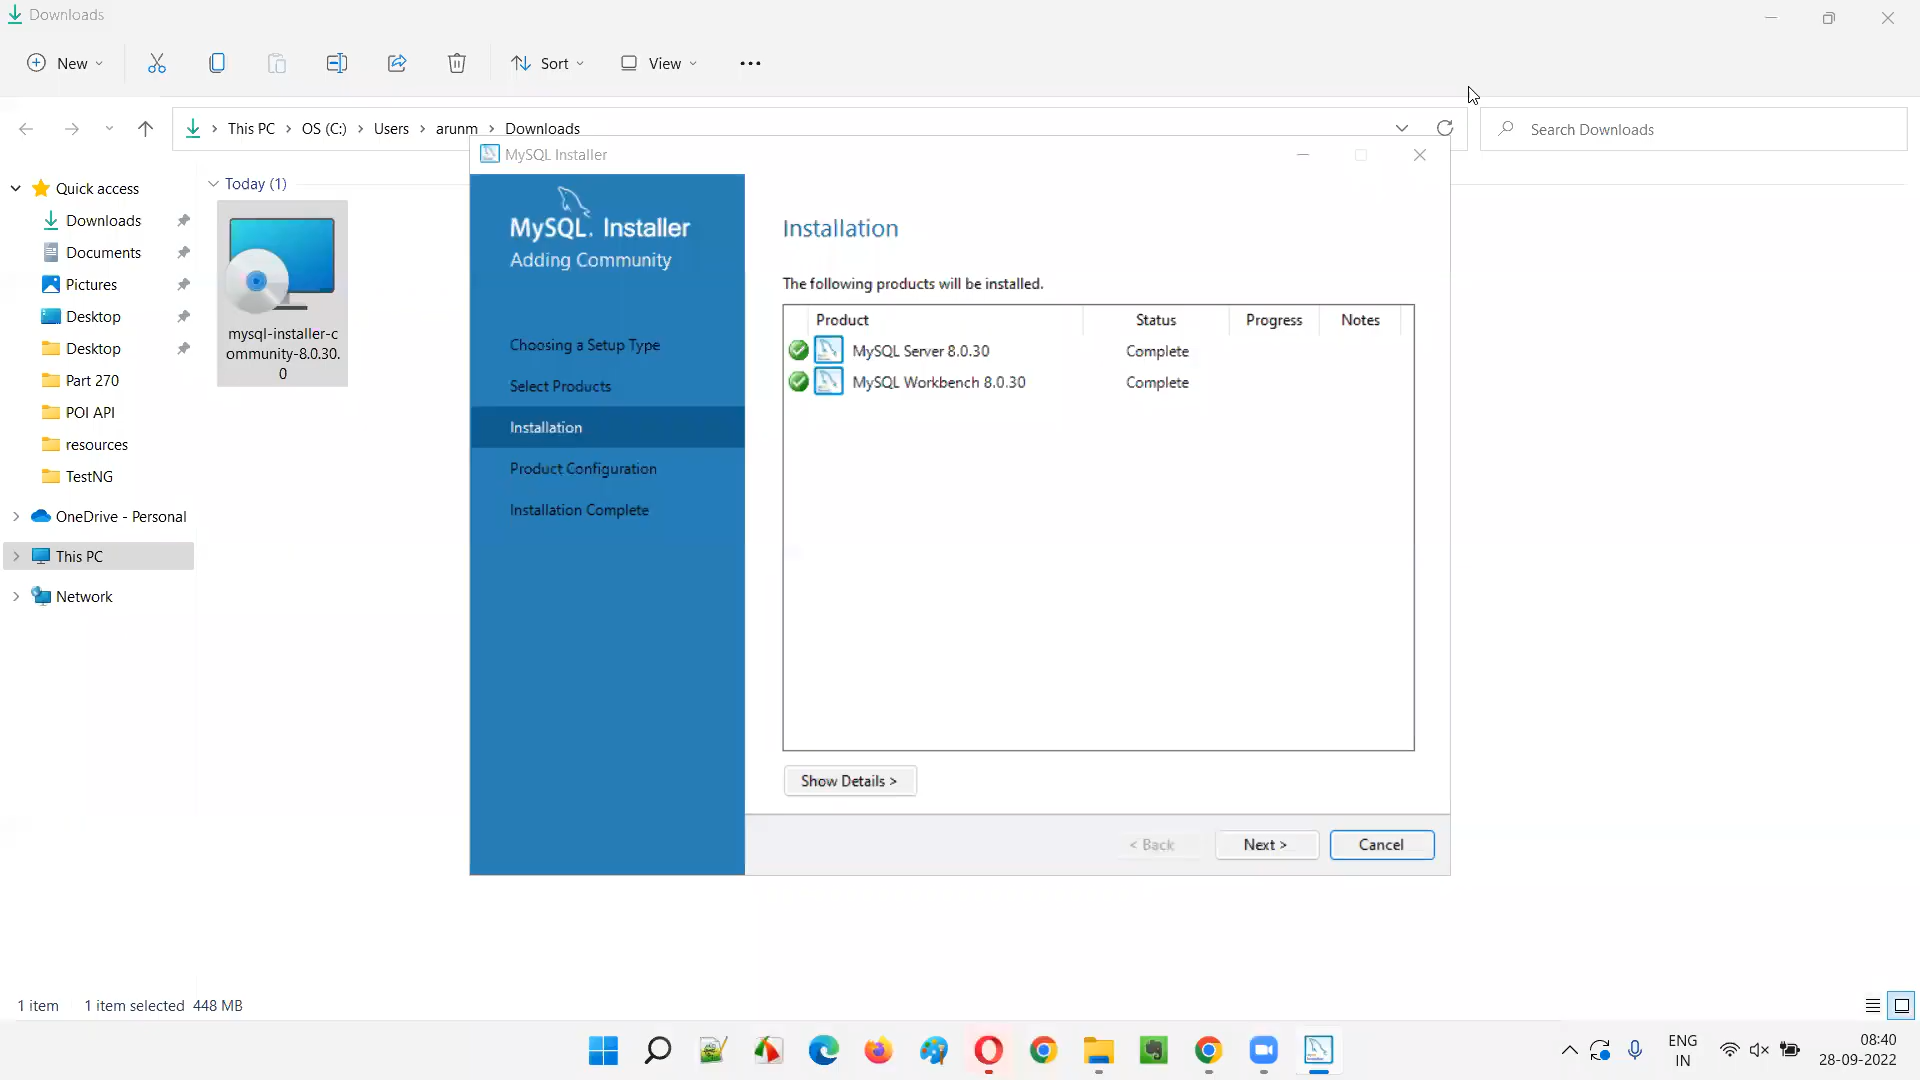 Downloads
New
Sort
View
This PC
OS (C:)
Users
arunm
Downloads
Search Downloads
Quick access
Downloads
Documents
Pictures
Desktop
Desktop
Part 270
POI API
resources
TestNG
OneDrive - Personal
This PC
Network
Today (1)
mysql-installer-c
ommunity-8.0.30.
0
MySQL Installer
MySQL. Installer
Adding Community
Choosing a Setup Type
Select Products
Installation
Product Configuration
Installation Complete
Installation
The following products will be installed.
Product Status Progress Notes
MySQL Server 8.0.30 Complete
MySQL Workbench 8.0.30 Complete
Show Details >
< Back Next > Cancel
1 item 1 item selected 448 MB
ENG
IN
08:40
28-09-2022